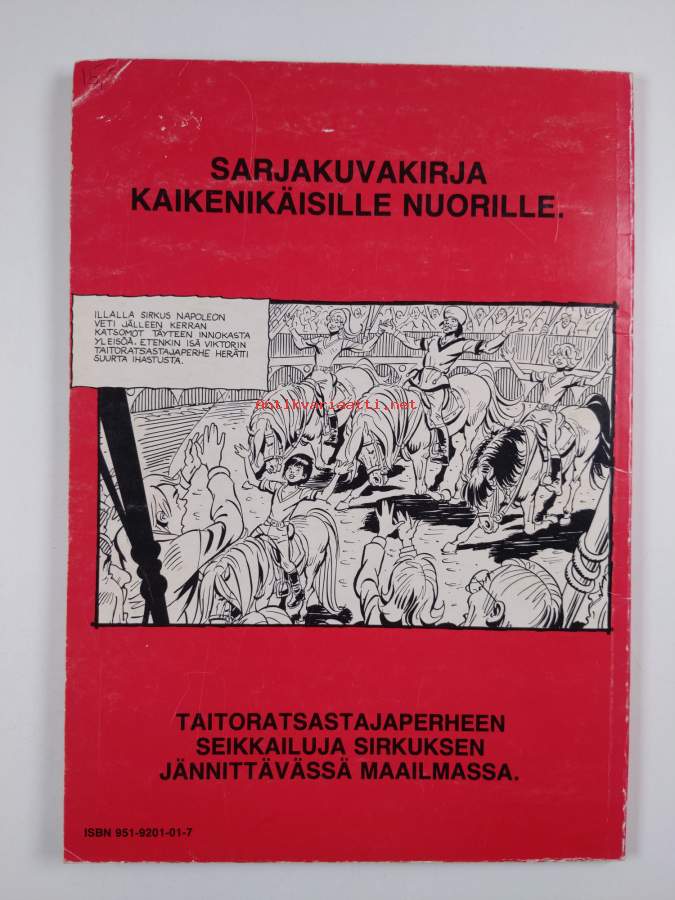 SARJAKUVAKIRJA
KAIKENIKÄISILLE NUORILLE.
ILLALLA SIRKUS NAPOLEON
VETI JÄLLEEN KERRAN
KATSOMOT TÄYTEEN INNOKASTA
YLEISÖÄ. ETENKIN ISÄ VIKTORIN
TAITORATSASTAJAPERHE HERÄTTI
SUURTA IHASTUSTA.
Antikvariaatti.net
TAITORATSASTAJAPERHEEN
SEIKKAILUJA SIRKUKSEN
JÄNNITTÄVÄSSÄ MAAILMASSA.
ISBN 951-9201-01-7